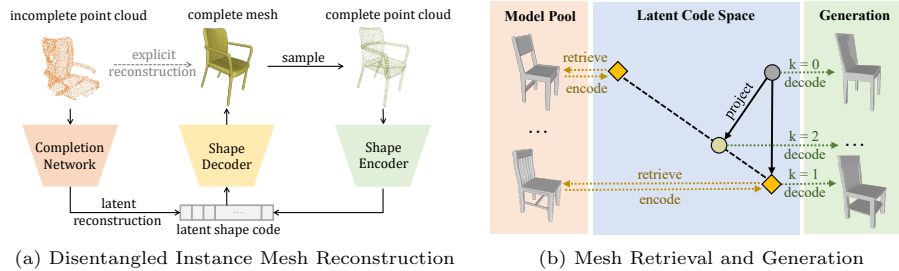 incomplete point cloud
complete mesh
complete point cloud
explicit
reconstruction
sample
Completion
Network
Shape
Decoder
Shape
Encoder
latent
reconstruction
...
latent shape code
(a) Disentangled Instance Mesh Reconstruction
Model Pool
Latent Code Space
Generation
retrieve
encode
k = 0
decode
project
...
k = 2
decode
...
retrieve
encode
k = 1
decode
(b) Mesh Retrieval and Generation